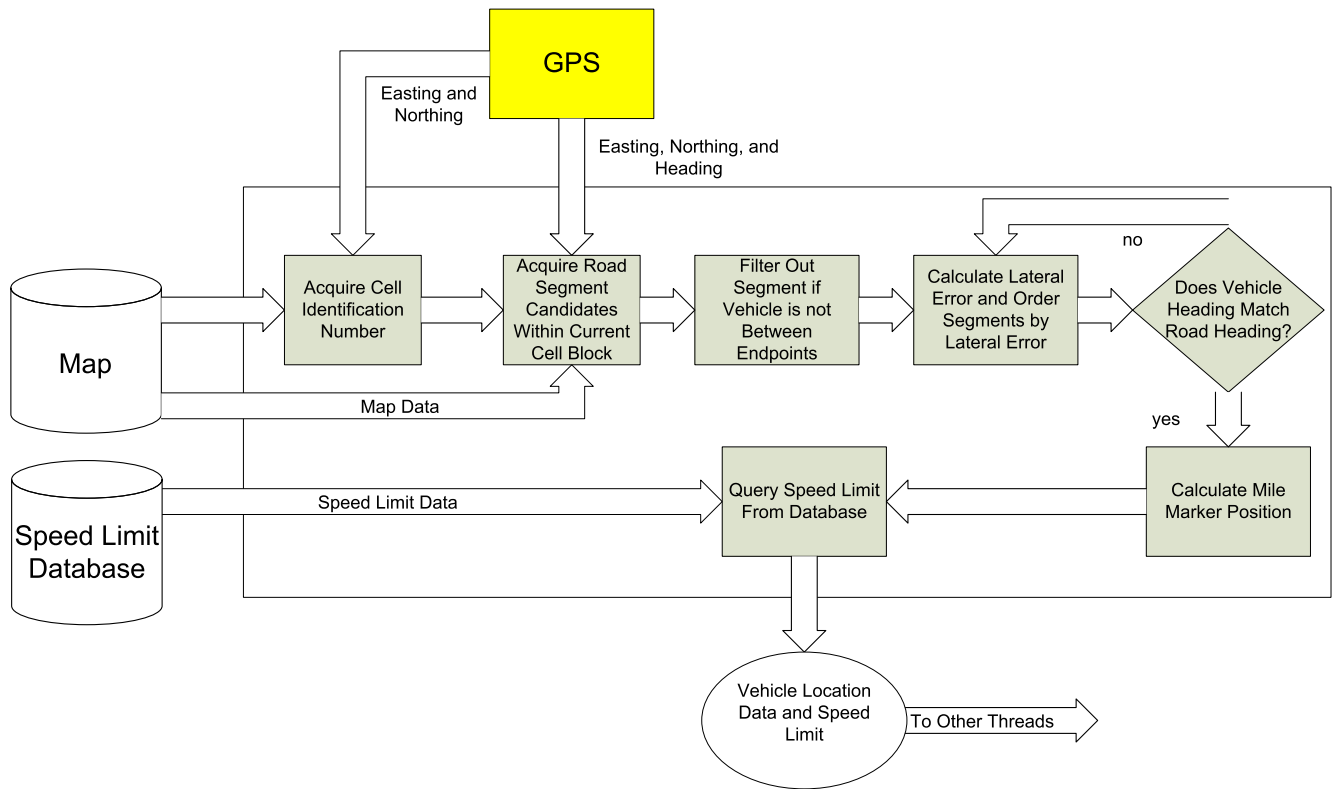 GPS
Easting and
Northing
Easting, Northing, and
Heading
no
Acquire Cell
Identification
Number
Acquire Road
Segment
Candidates
Within Current
Cell Block
Filter Out
Segment if
Vehicle is not
Between
Endpoints
Calculate Lateral
Error and Order
Segments by
Lateral Error
Does Vehicle
Heading Match
Road Heading?
Map
Map Data
yes
Speed Limit
Database
Speed Limit Data
Query Speed Limit
From Database
Calculate Mile
Marker Position
Vehicle Location
Data and Speed
Limit
To Other Threads